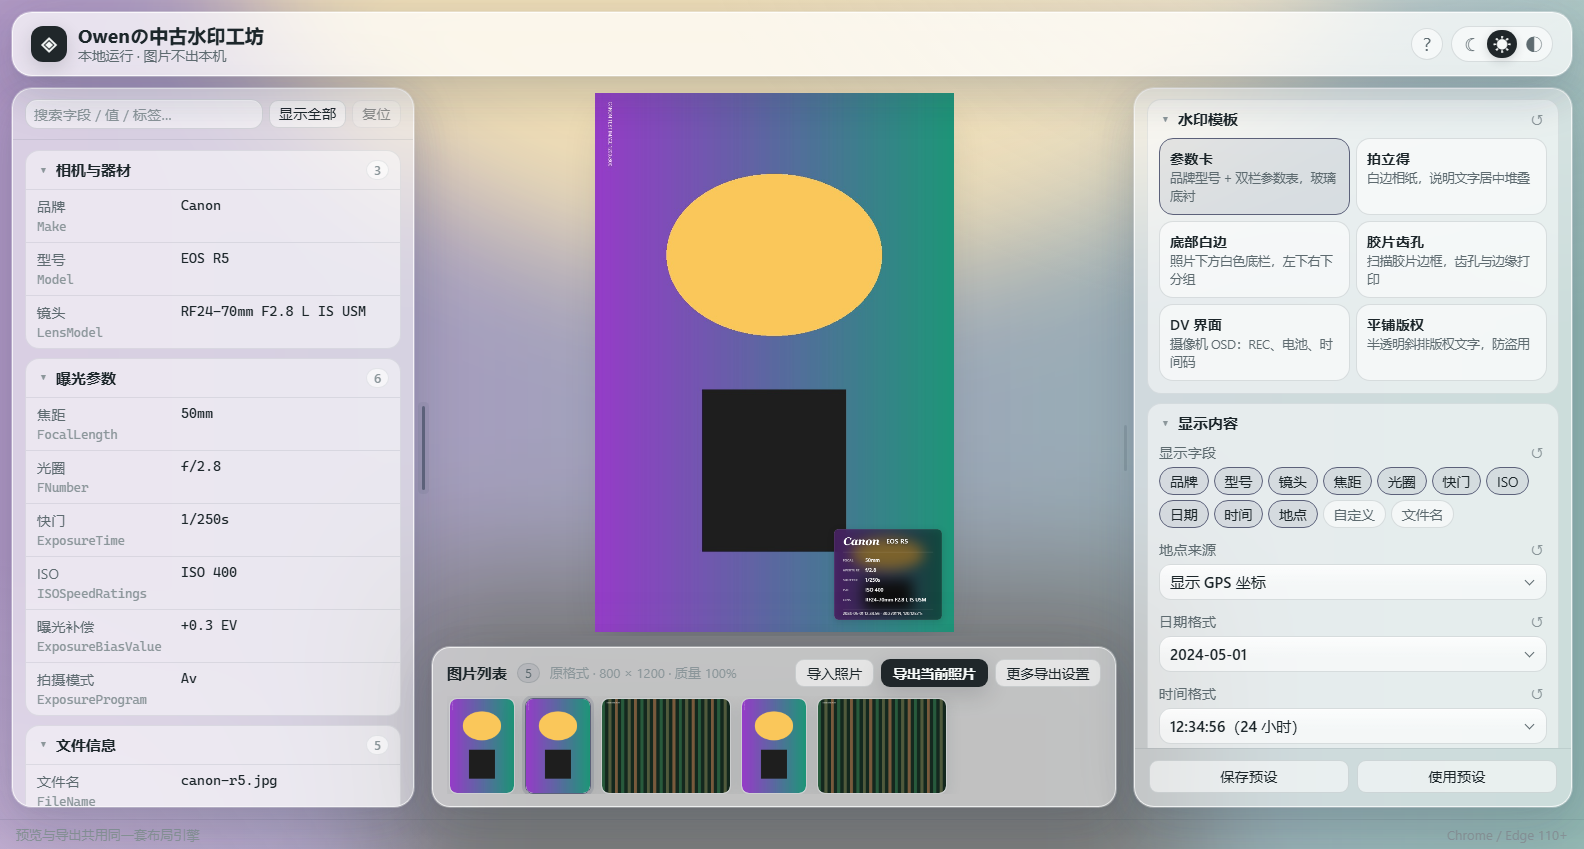 Owenの中古水印工坊
本地运行 · 图片不出本机
?
搜索字段 / 值 / 标签...
显示全部
复位
相机与器材
3
品牌
Canon
Make
型号
EOS R5
Model
镜头
RF24-70mm F2.8 L IS USM
LensModel
曝光参数
6
焦距
50mm
FocalLength
光圈
f/2.8
FNumber
快门
1/250s
ExposureTime
ISO
ISO 400
ISOSpeedRatings
曝光补偿
+0.3 EV
ExposureBiasValue
拍摄模式
Av
ExposureProgram
文件信息
5
文件名
canon-r5.jpg
FileName
Canon EOS R5
50mm
f/2.8
1/250s
ISO 400
RF24-70mm F2.8 L IS USM
图片列表
5
原格式 · 800 × 1200 · 质量 100%
导入照片
导出当前照片
更多导出设置
水印模板
参数卡
品牌型号 + 双栏参数表，玻璃
底衬
拍立得
白边相纸，说明文字居中堆叠
底部白边
照片下方白色底栏，左下右下
分组
胶片齿孔
扫描胶片边框，齿孔与边缘打
印
DV 界面
摄像机 OSD：REC、电池、时
间码
平铺版权
半透明斜排版权文字，防盗用
显示内容
显示字段
品牌
型号
镜头
焦距
光圈
快门
ISO
日期
时间
地点
自定义
文件名
地点来源
显示 GPS 坐标
日期格式
2024-05-01
时间格式
12:34:56（24 小时）
保存预设
使用预设
预览与导出共用同一套布局引擎
Chrome / Edge 110+